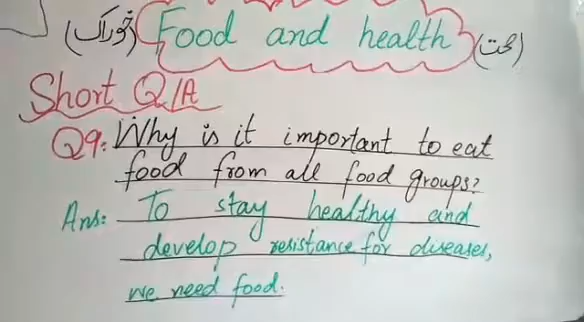 (خوراک) Food and health (صحت)
Short Q/A
Q9: Why is it important to eat
food from all food groups?
Ans: To stay healthy and
develop resistance for diseases,
we need food.